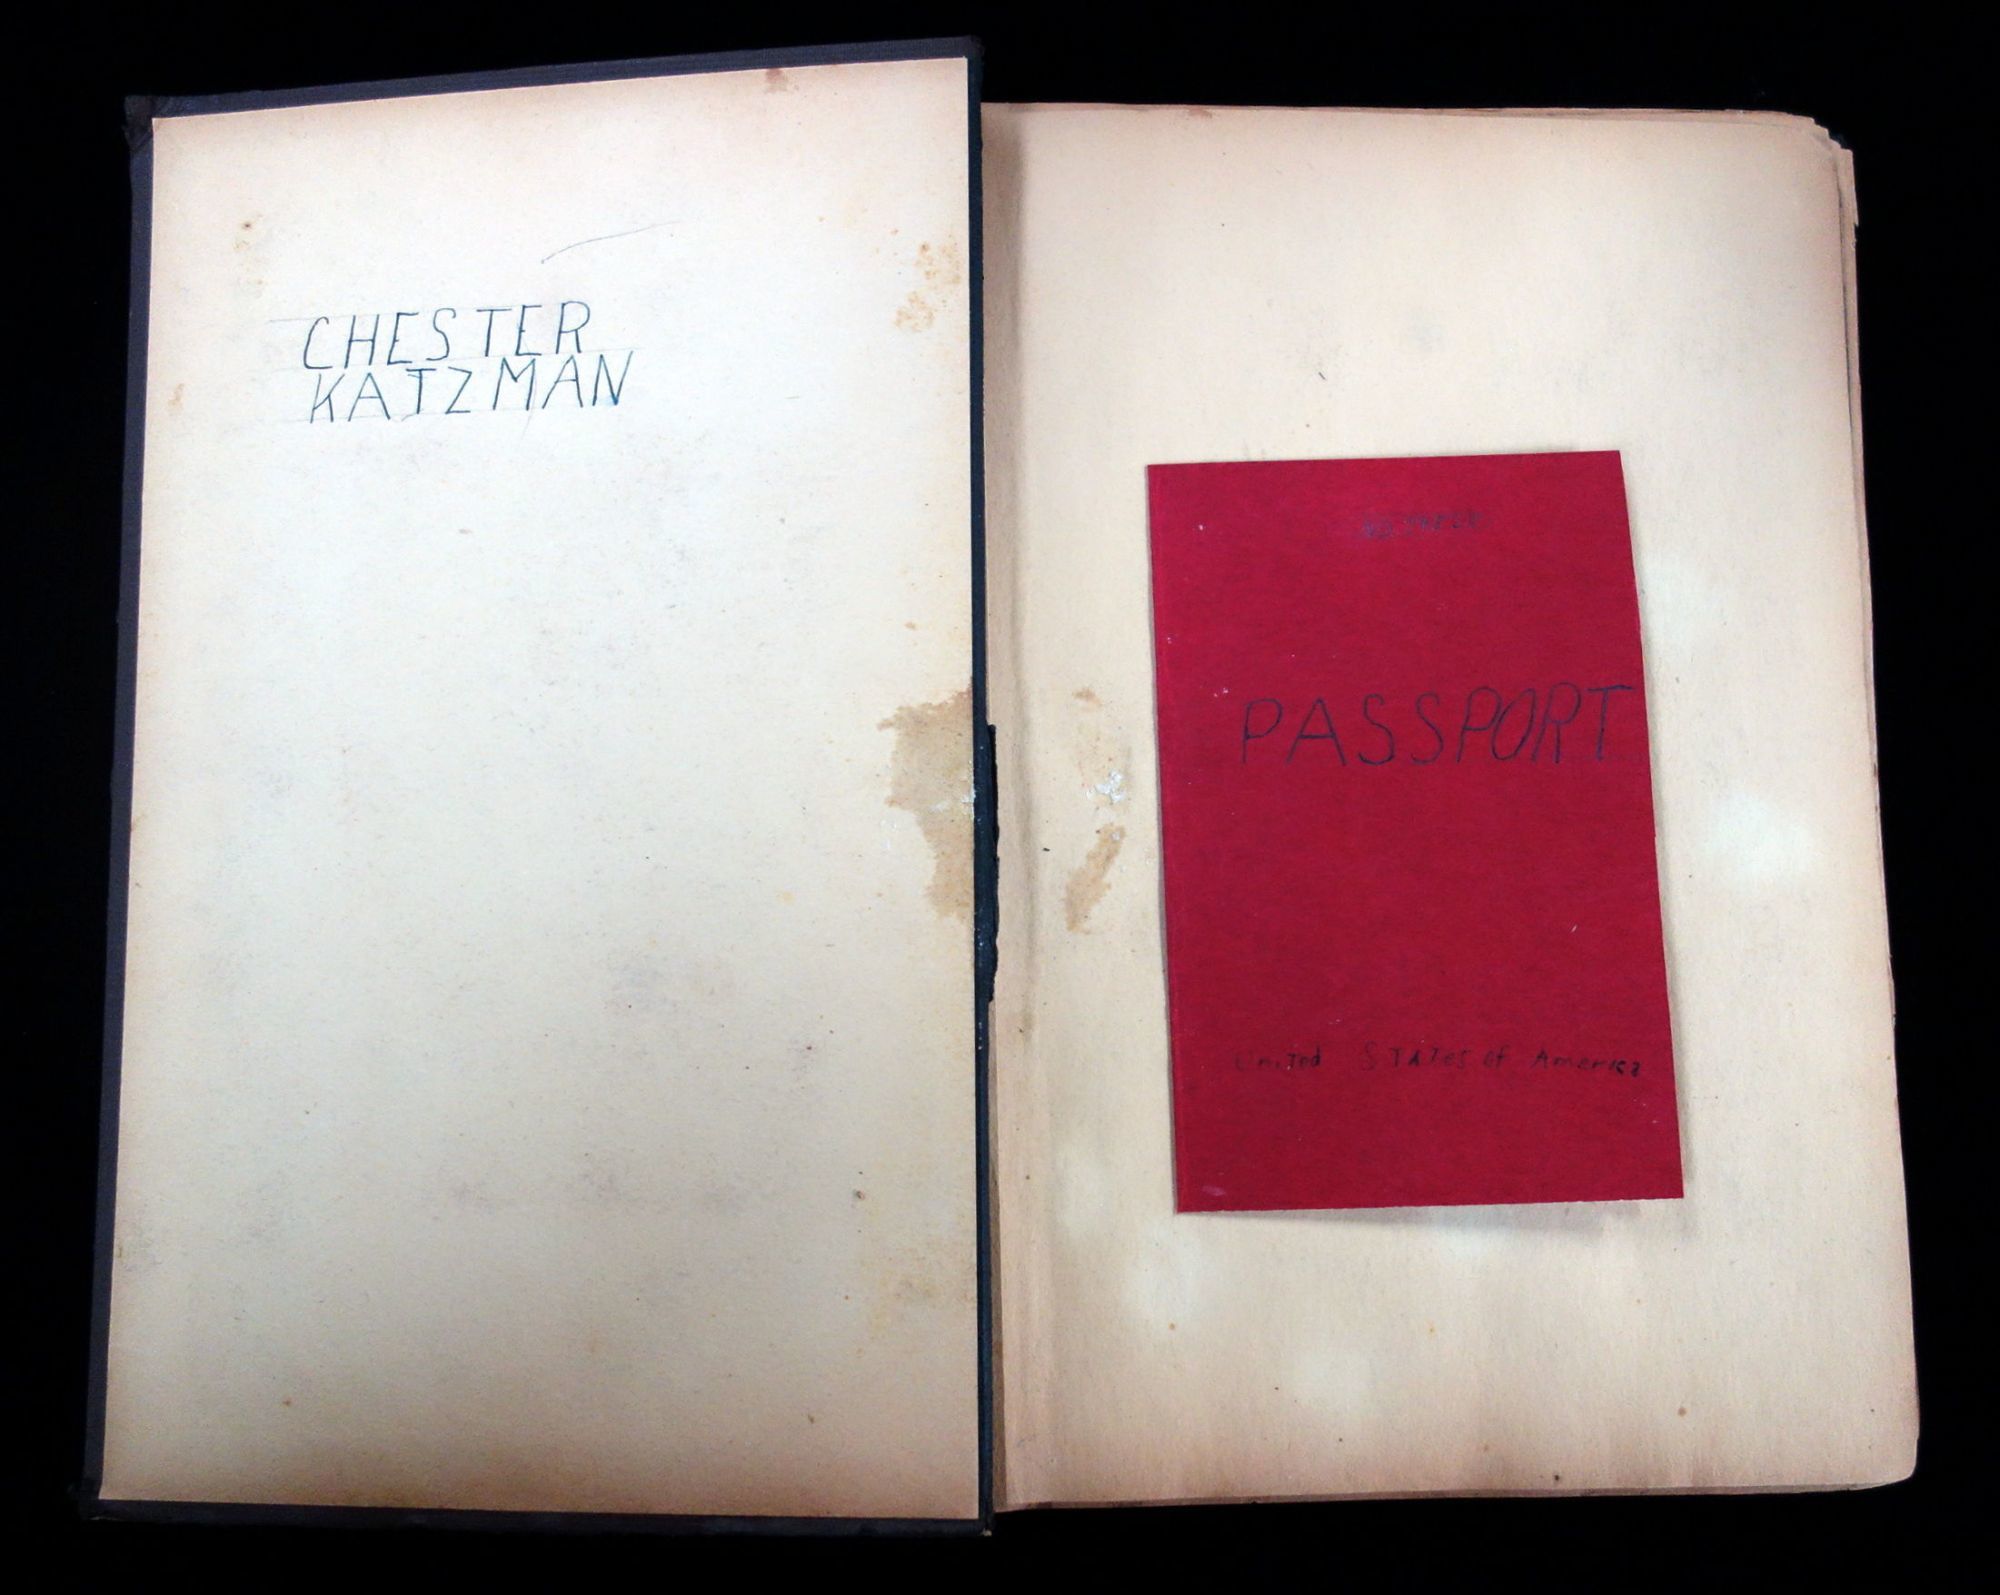 CHESTER
KATZMAN
PASSPORT
United STATes of America